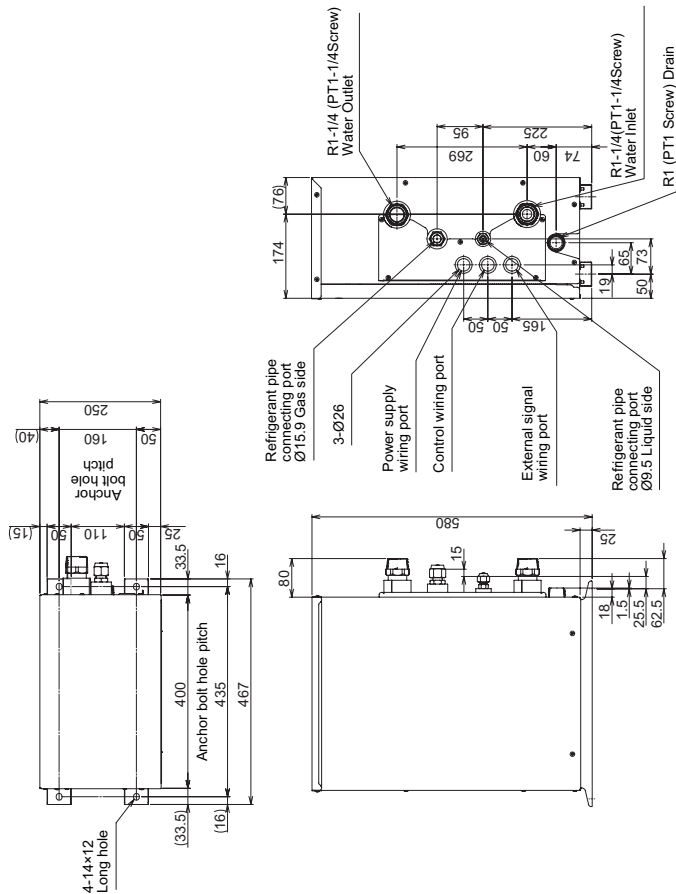 R1-1/4 (PT1-1/4Screw)
Water Outlet
R1-1/4(PT1-1/4Screw)
Water Inlet
R1 (PT1 Screw) Drain
95
269
225
60
74
(76)
174
65
73
19
50
50
50
165
Refrigerant pipe
connecting port
Ø15.9 Gas side
3-Ø26
Power supply
wiring port
Control wiring port
External signal
wiring port
Refrigerant pipe
connecting port
Ø9.5 Liquid side
250
(40)
160
50
Anchor
bolt hole
pitch
(15)
50
110
50
25
33.5
16
400
435
467
Anchor bolt hole pitch
(33.5)
(16)
4-14×12
Long hole
580
25
80
15
18
1.5
25.5
62.5